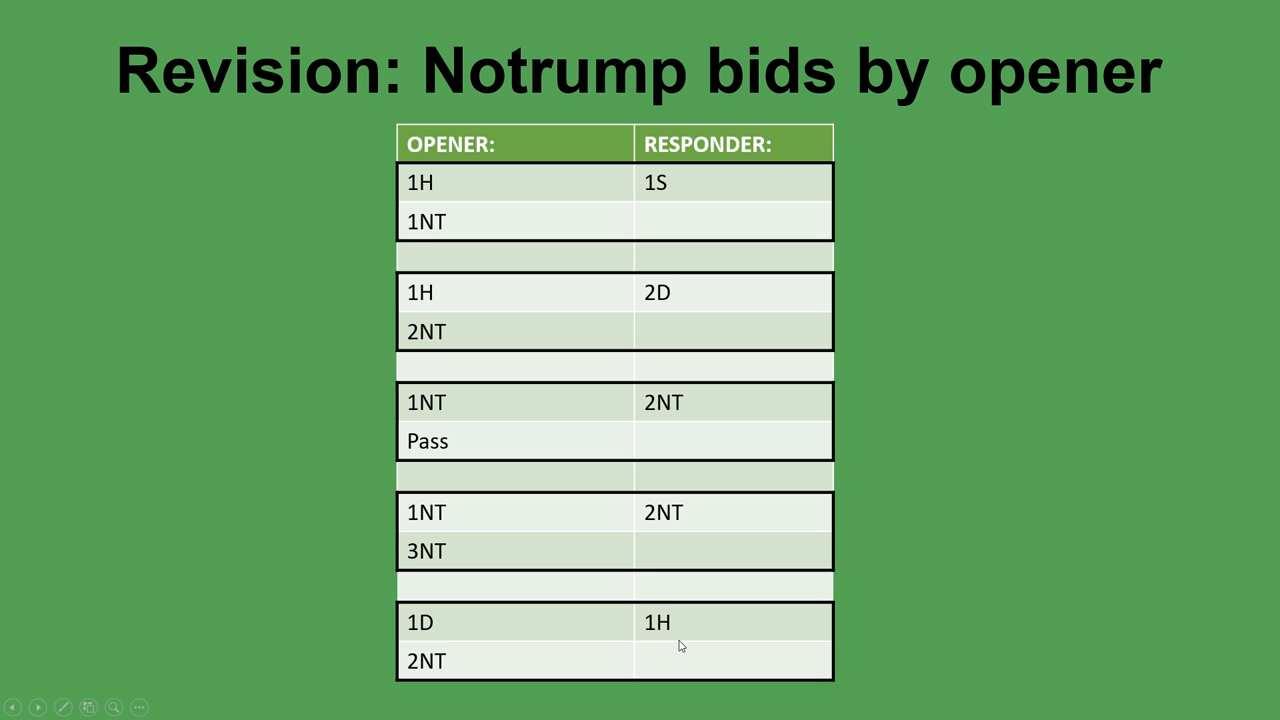 Revision: Notrump bids by opener
OPENER: RESPONDER:
1H 1S
1NT
1H 2D
2NT
1NT 2NT
Pass
1NT 2NT
3NT
1D 1H
2NT